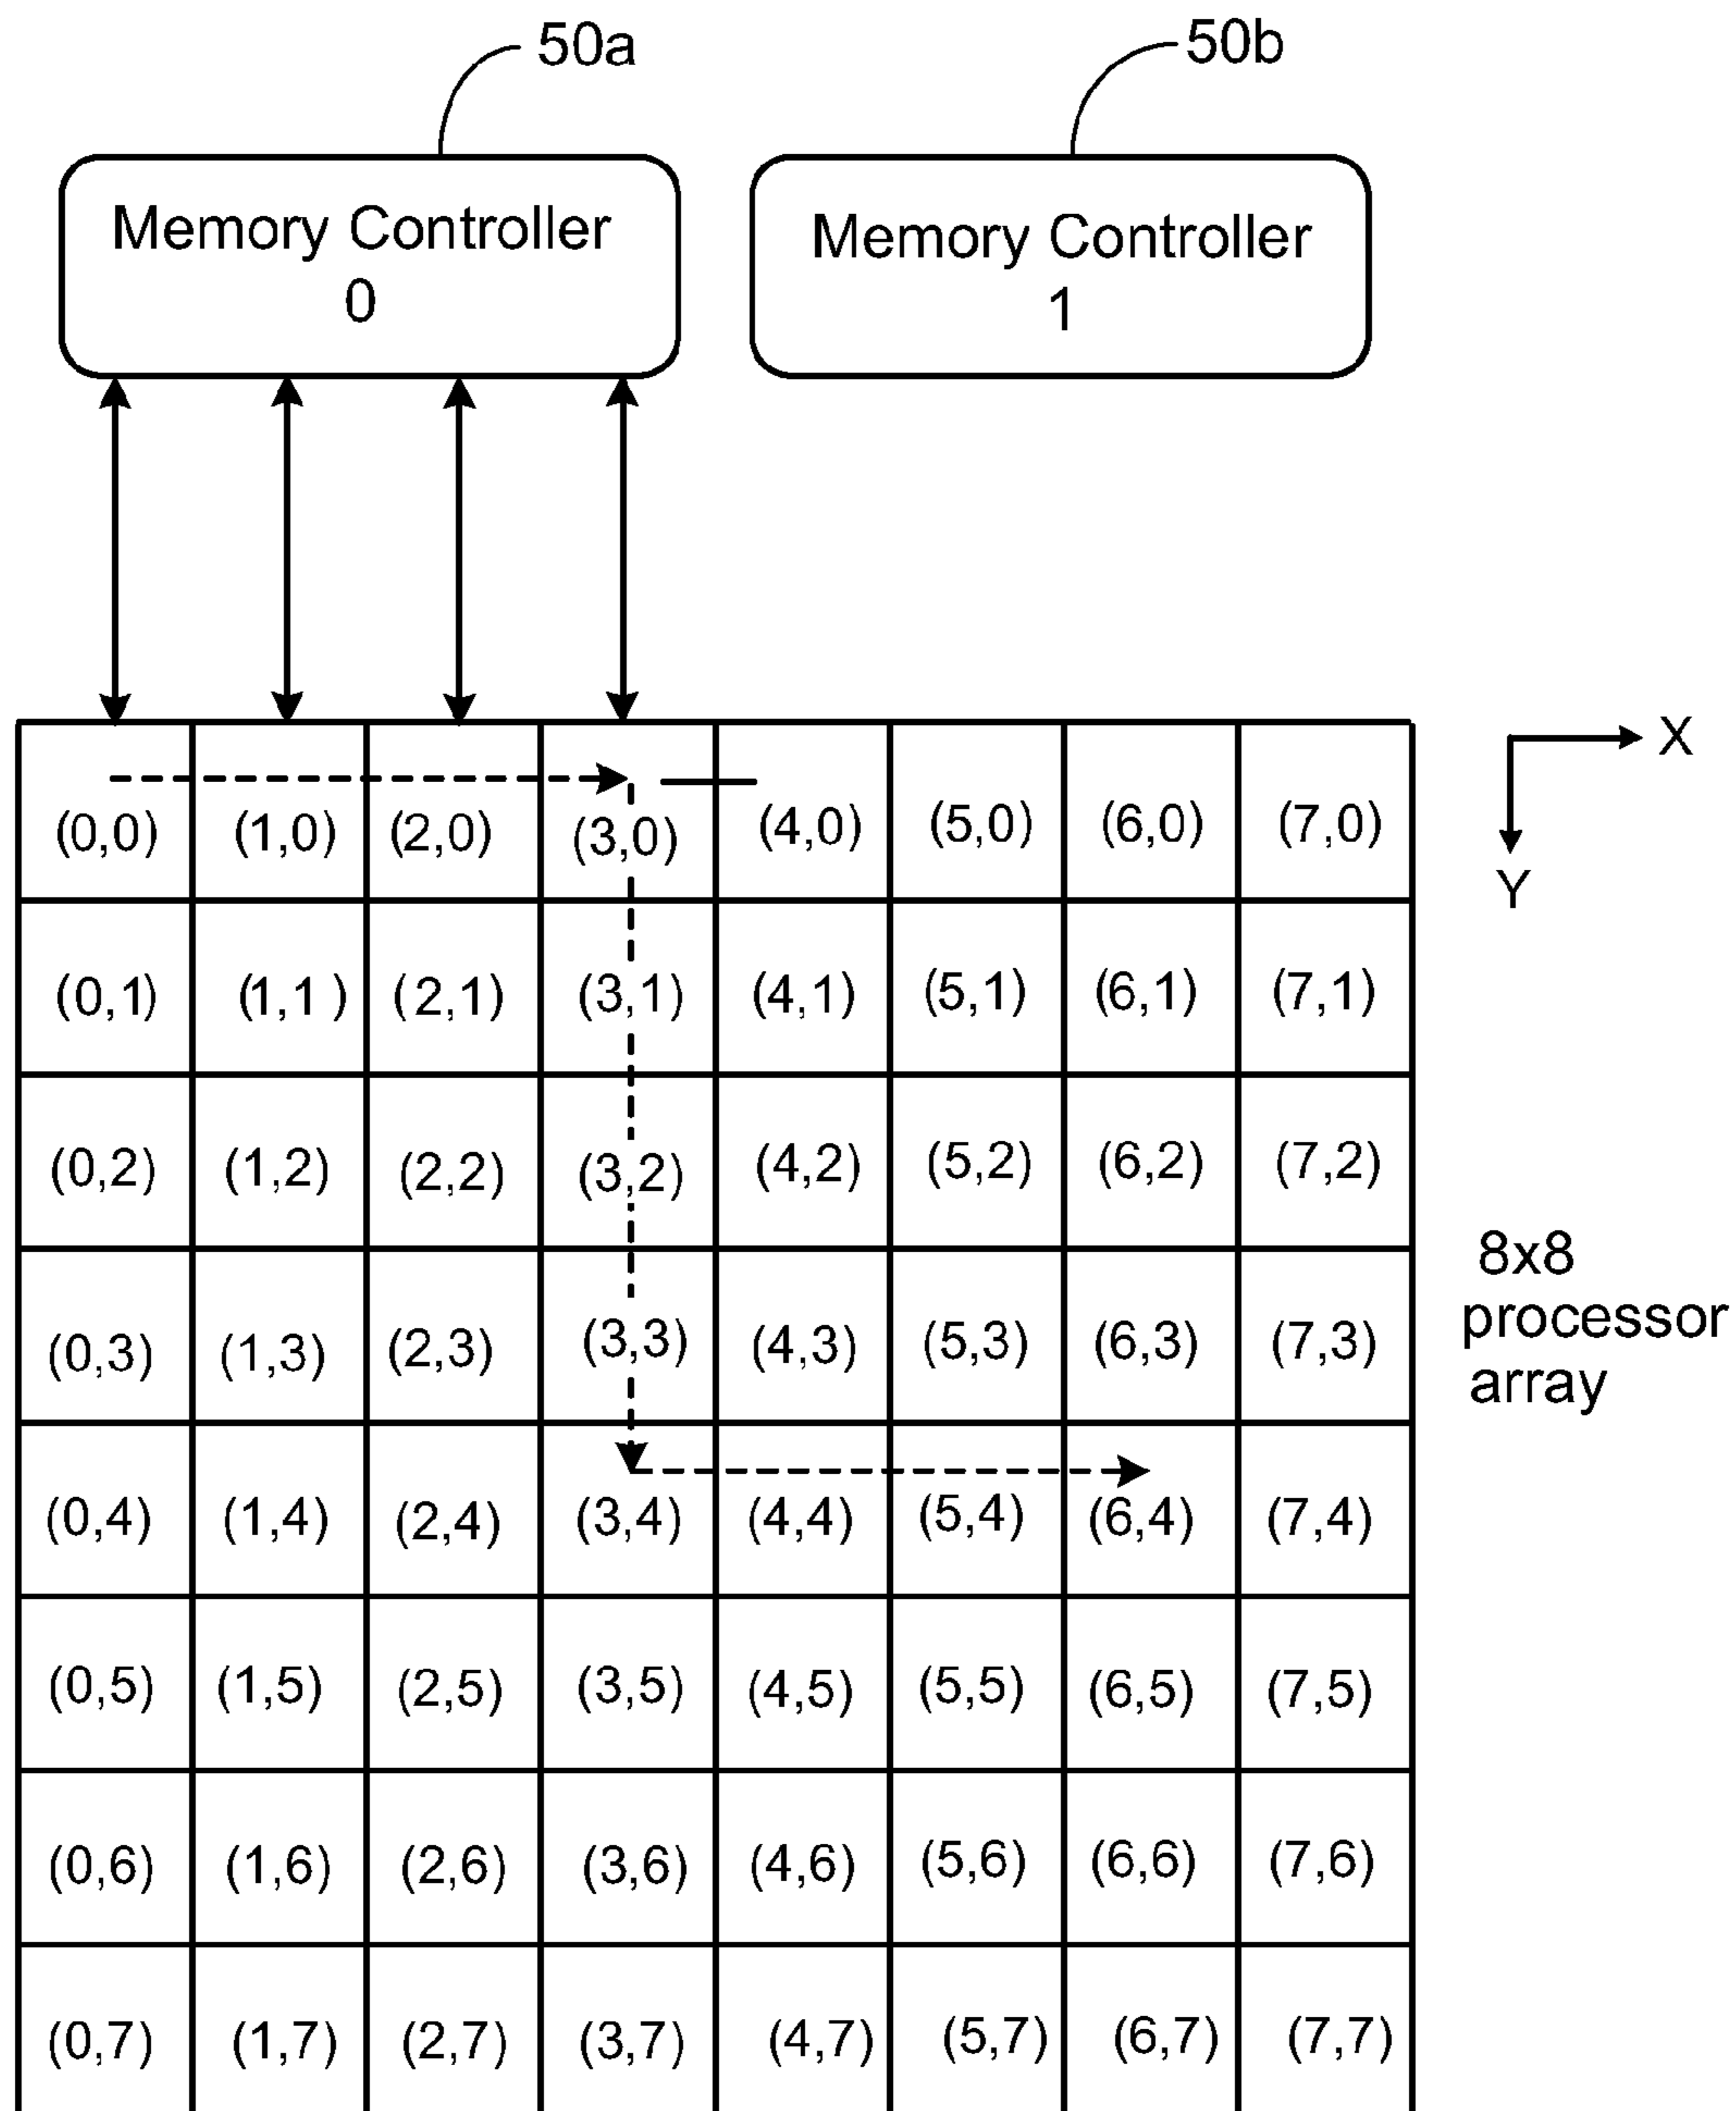 50a
50b
Memory Controller
0
Memory Controller
1
X
Y
(0,0) (1,0) (2,0) (3,0) (4,0) (5,0) (6,0) (7,0)
(0,1) (1,1 ) (2,1) (3,1) (4,1) (5,1) (6,1) (7,1)
(0,2) (1,2) (2,2) (3,2) (4,2) (5,2) (6,2) (7,2)
8x8
processor
array
(0,3) (1,3) (2,3) (3,3) (4,3) (5,3) (6,3) (7,3)
(0,4) (1,4) (2,4) (3,4) (4,4) (5,4) (6,4) (7,4)
(0,5) (1,5) (2,5) (3,5) (4,5) (5,5) (6,5) (7,5)
(0,6) (1,6) (2,6) (3,6) (4,6) (5,6) (6,6) (7,6)
(0,7) (1,7) (2,7) (3,7) (4,7) (5,7) (6,7) (7,7)